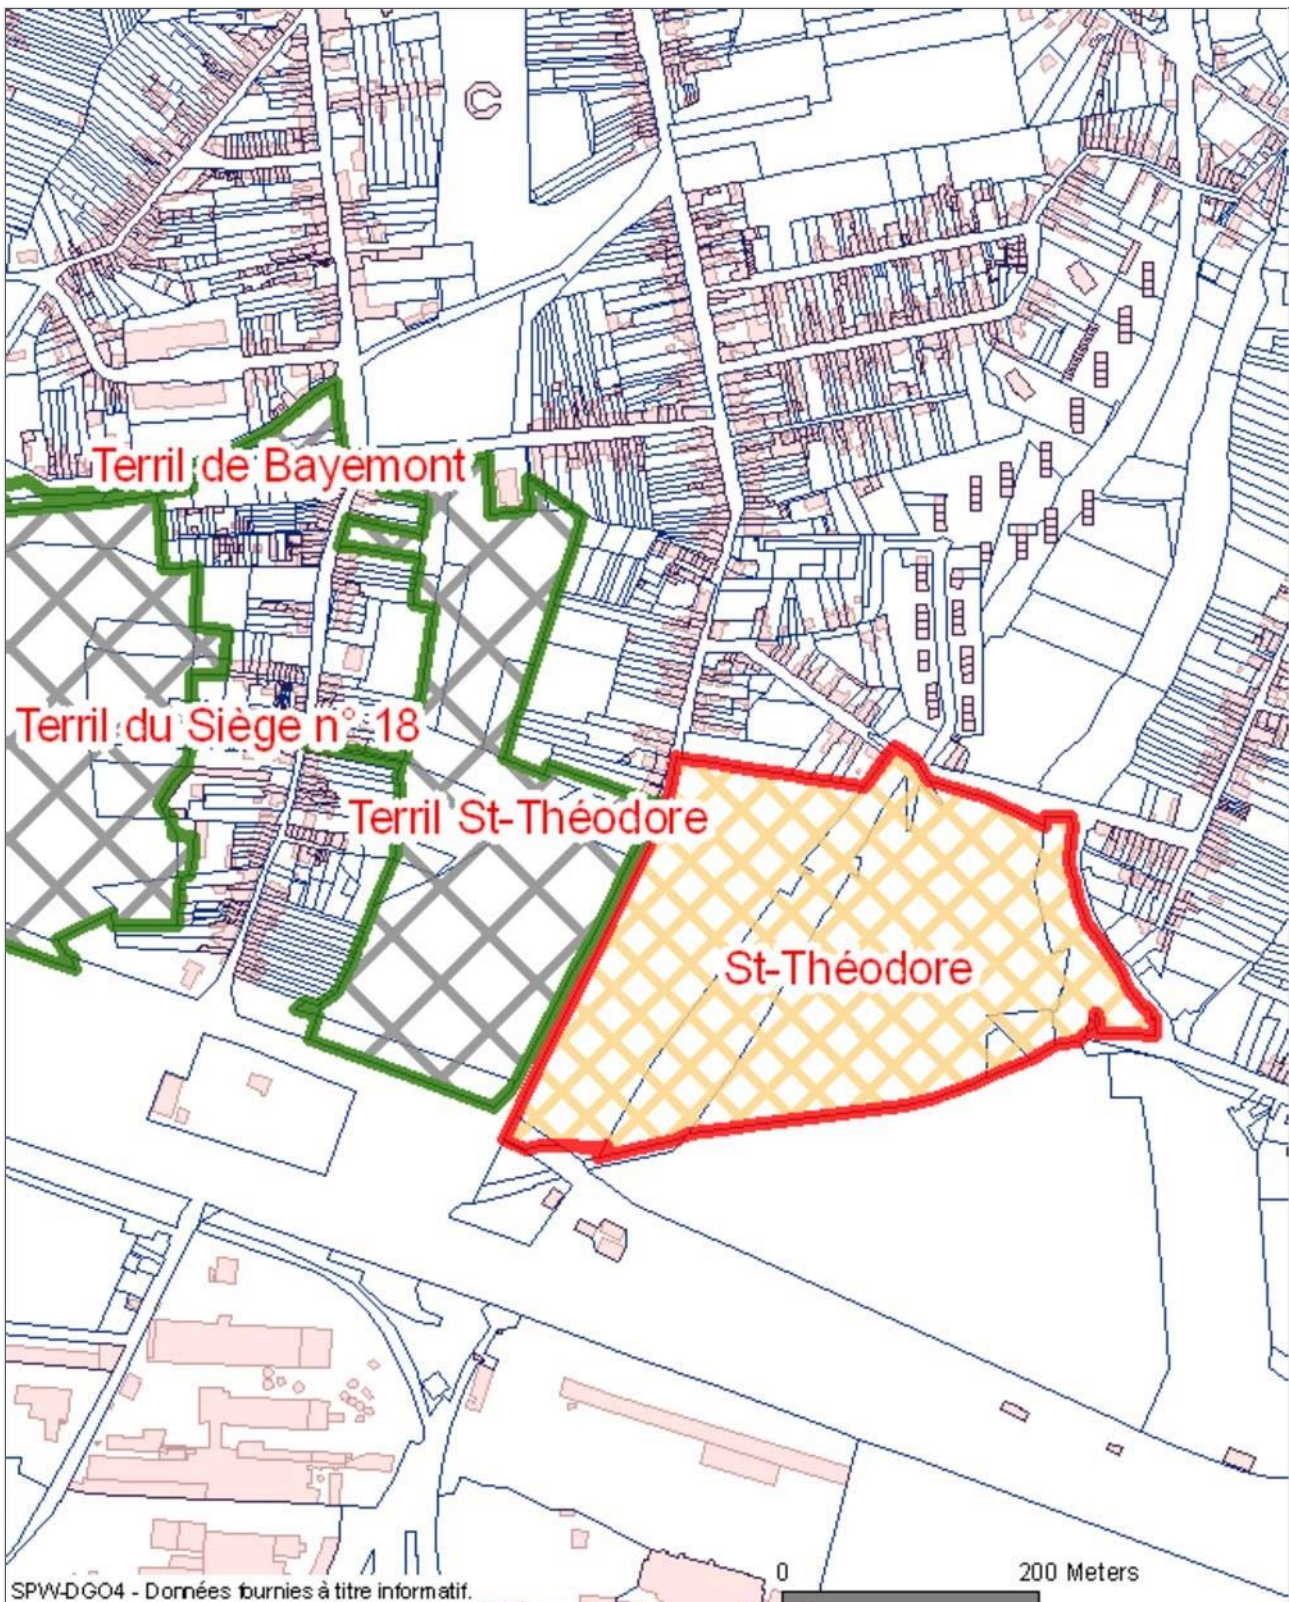 Terril de Bayemont
Terril du Siège n° 18
Terril St-Théodore
St-Théodore
0 200 Meters
SPW-DGO4 - Données fournies à titre informatif.